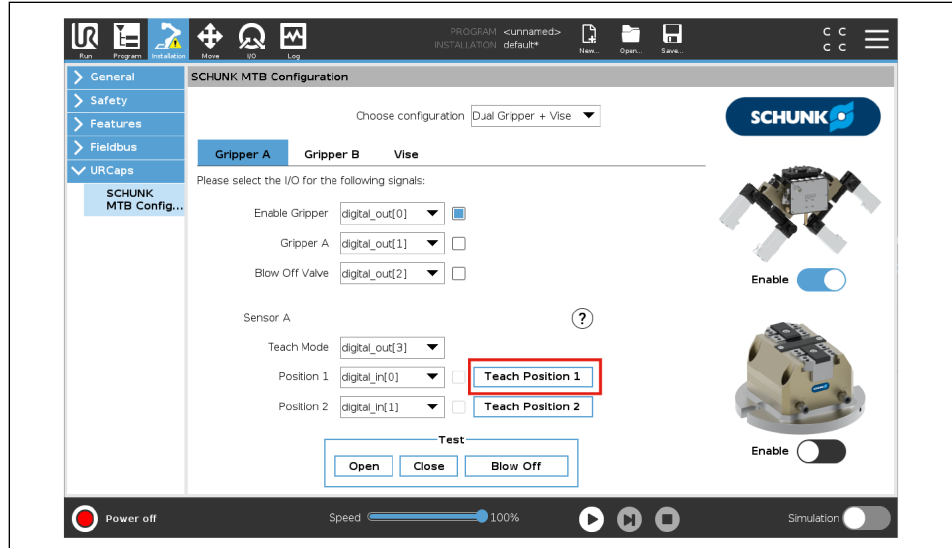 PROGRAM <unnamed>
INSTALLATION default*
Run Program Installation Move I/O Log New... Open... Save...
C C
C C
General
Safety
Features
Fieldbus
URCaps
SCHUNK
MTB Config...
SCHUNK MTB Configuration
Choose configuration Dual Gripper + Vise
SCHUNK
Gripper A Gripper B Vise
Please select the I/O for the following signals:
Enable Gripper digital_out[0]
Gripper A digital_out[1]
Blow Off Valve digital_out[2]
Enable
Sensor A ?
Teach Mode digital_out[3]
Position 1 digital_in[0] Teach Position 1
Position 2 digital_in[1] Teach Position 2
Test
Open Close Blow Off
Enable
Power off Speed 100% Simulation